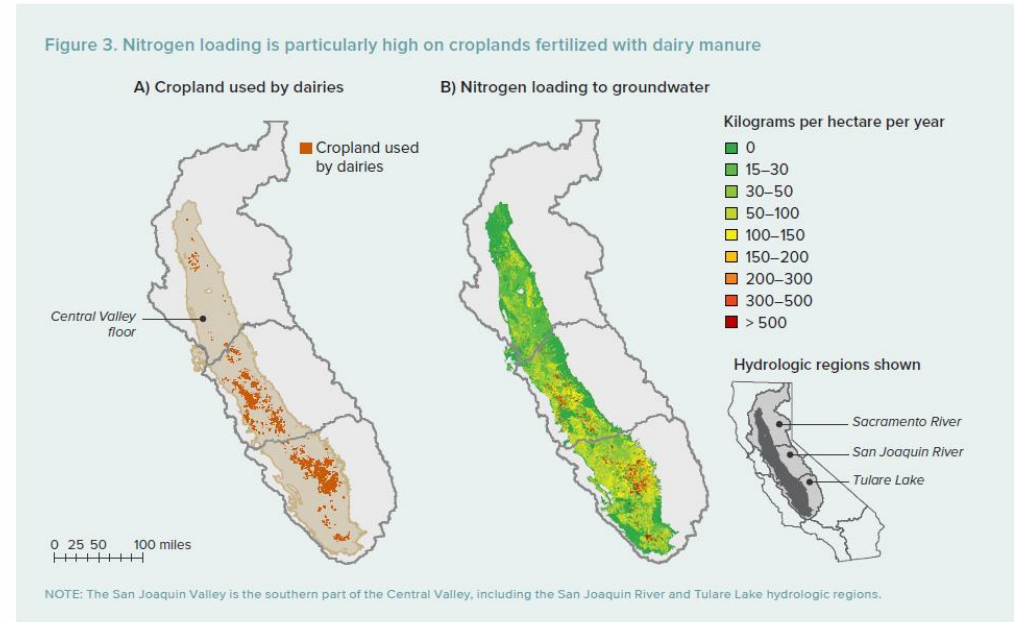 Figure 3. Nitrogen loading is particularly high on croplands fertilized with dairy manure
A) Cropland used by dairies
Cropland used
by dairies
Central Valley
floor
0 25 50 100 miles
B) Nitrogen loading to groundwater
Kilograms per hectare per year
0
15–30
30–50
50–100
100–150
150–200
200–300
300–500
> 500
Hydrologic regions shown
Sacramento River
San Joaquin River
Tulare Lake
NOTE: The San Joaquin Valley is the southern part of the Central Valley, including the San Joaquin River and Tulare Lake hydrologic regions.